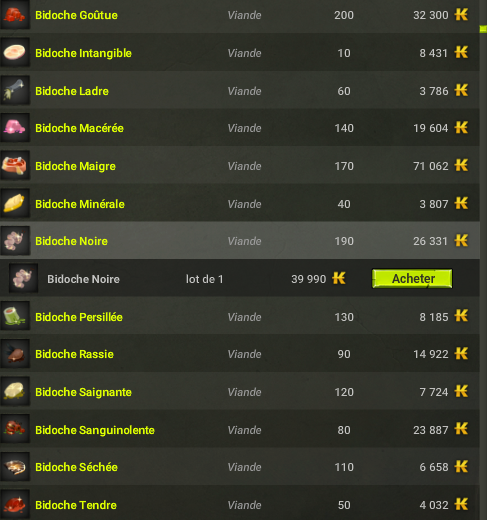 Bidoche Goûtue Viande 200 32 300
Bidoche Intangible Viande 10 8 431
Bidoche Ladre Viande 60 3 786
Bidoche Macérée Viande 140 19 604
Bidoche Maigre Viande 170 71 062
Bidoche Minérale Viande 40 3 807
Bidoche Noire Viande 190 26 331
Bidoche Noire lot de 1 39 990 Acheter
Bidoche Persillée Viande 130 8 185
Bidoche Rassie Viande 90 14 922
Bidoche Saignante Viande 120 7 724
Bidoche Sanguinolente Viande 80 23 887
Bidoche Séchée Viande 110 6 658
Bidoche Tendre Viande 50 4 032